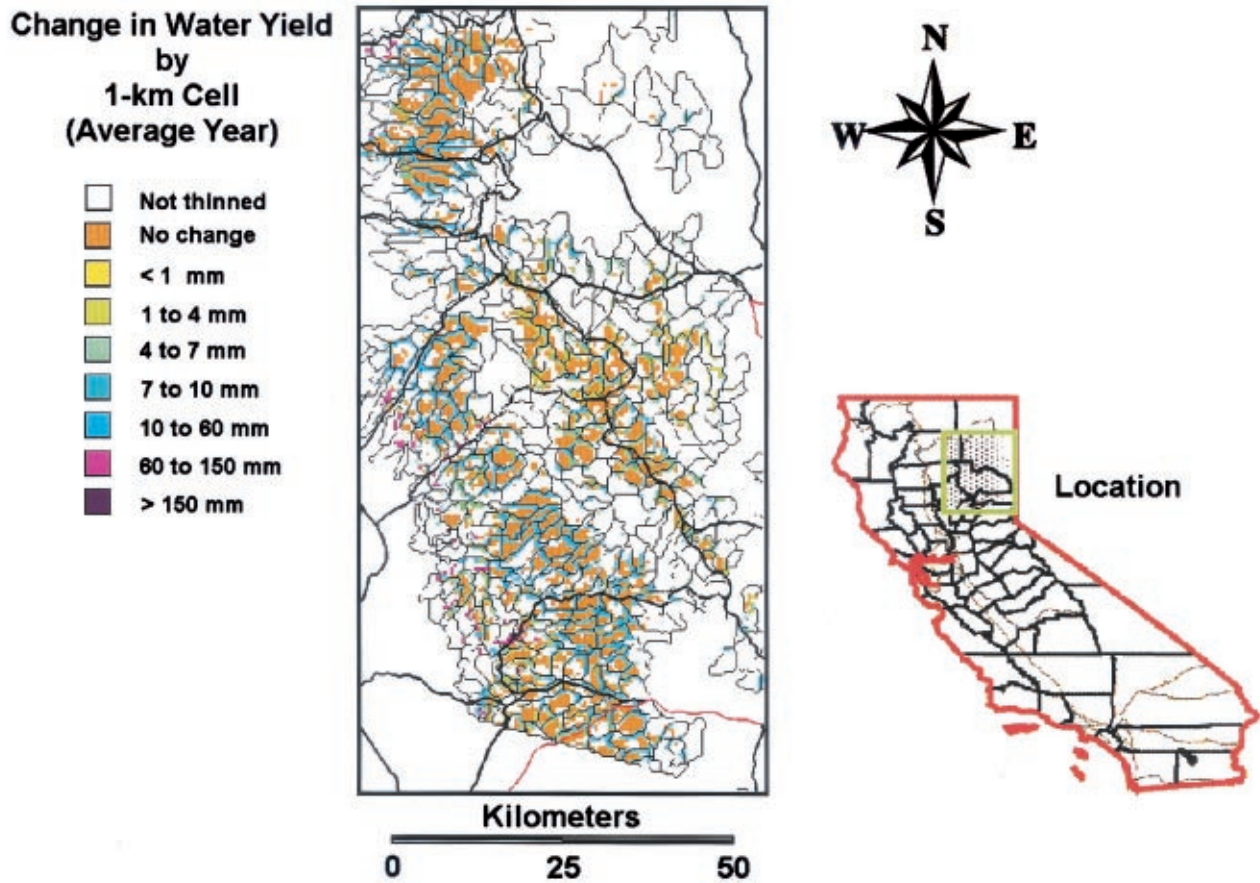 Change in Water Yield
by
1-km Cell
(Average Year)
Not thinned
No change
< 1 mm
1 to 4 mm
4 to 7 mm
7 to 10 mm
10 to 60 mm
60 to 150 mm
> 150 mm
N
W
E
S
Location
Kilometers
0
25
50